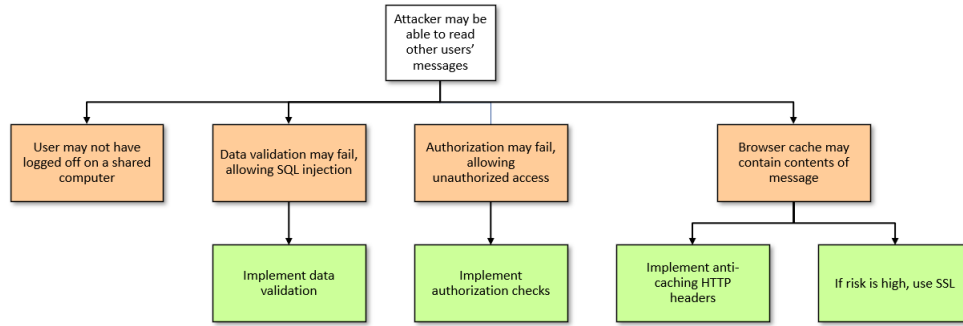 Attacker may be
able to read
other users'
messages
User may not have
logged off on a shared
computer
Data validation may fail,
allowing SQL injection
Authorization may fail,
allowing
unauthorized access
Browser cache may
contain contents of
message
Implement data
validation
Implement
authorization checks
Implement anti-
caching HTTP
headers
If risk is high, use SSL